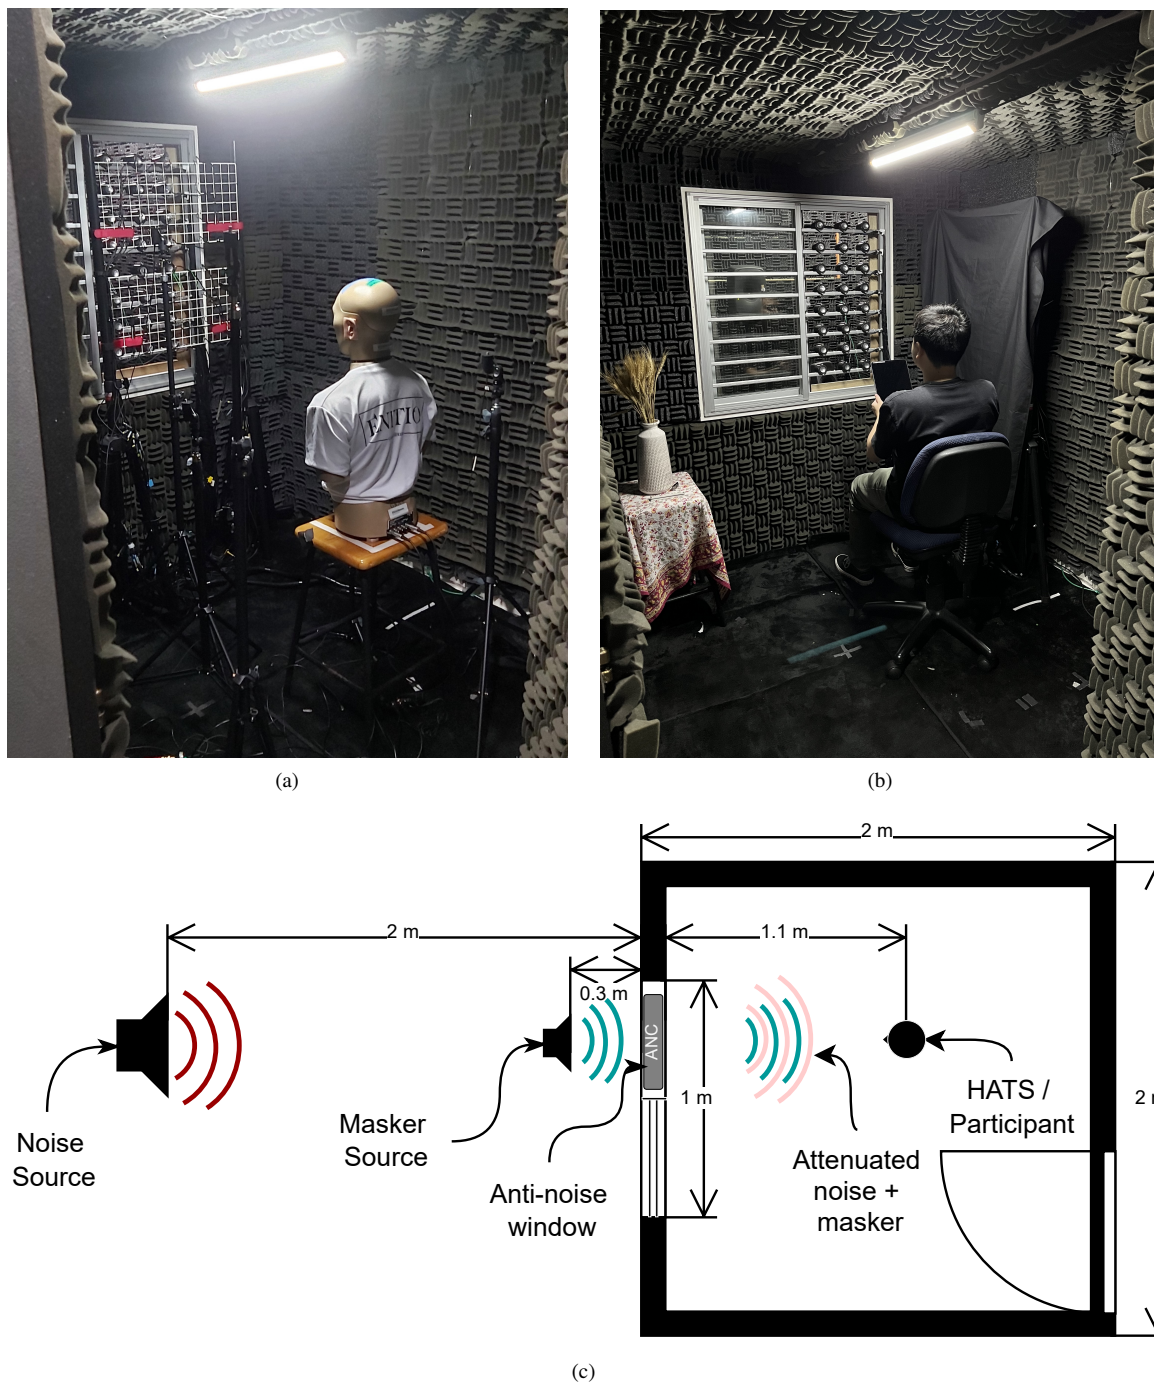 EXITIO
(a)
(b)
2 m
2 m
1.1 m
0.3 m
ANC
1 m
2 m
Noise
Source
Masker
Source
Anti-noise
window
Attenuated
noise +
masker
HATS /
Participant
(c)